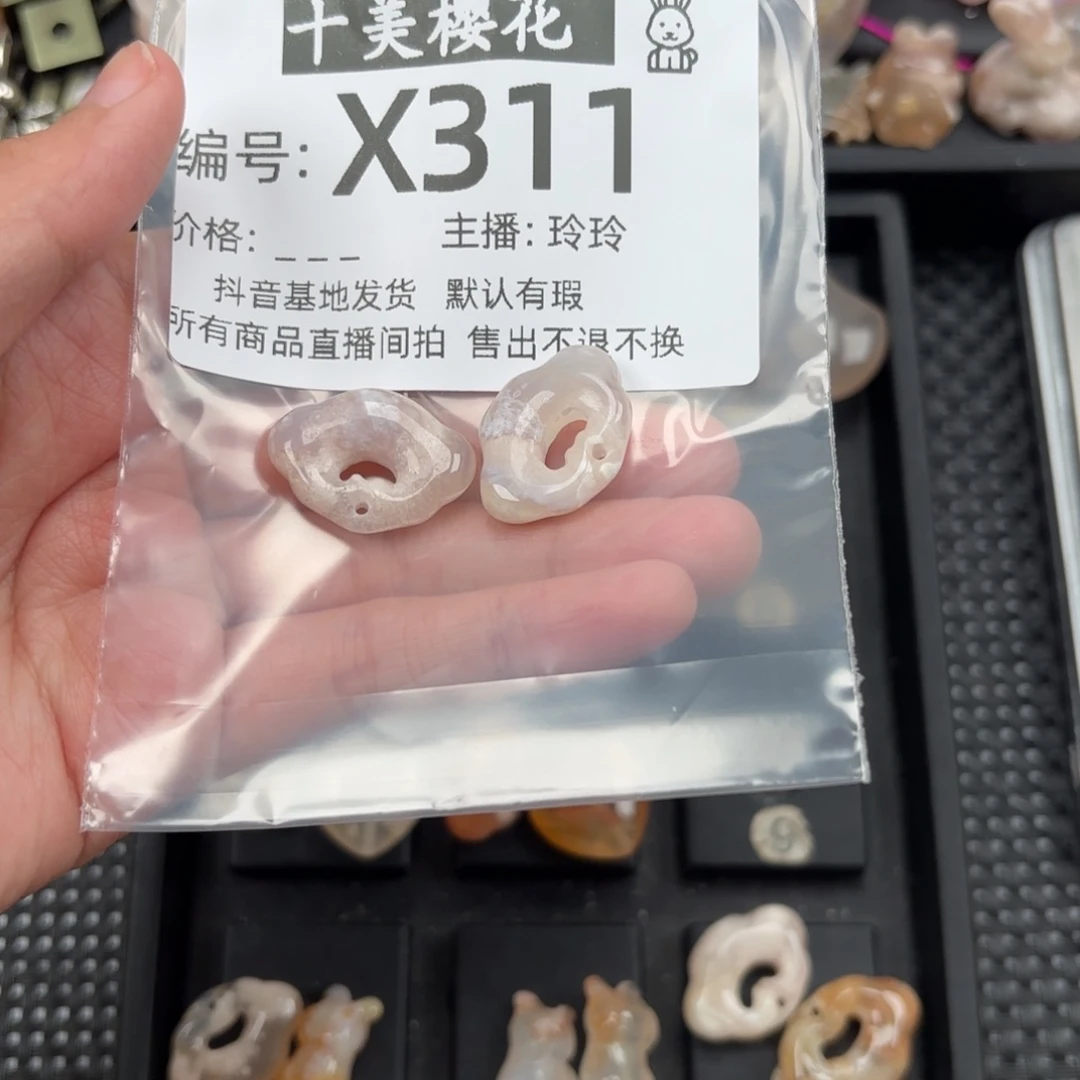 十美樱花
编号: X311
价格: _ _ _ 主播: 玲玲
抖音基地发货 默认有瑕
所有商品直播间拍 售出不退不换
9